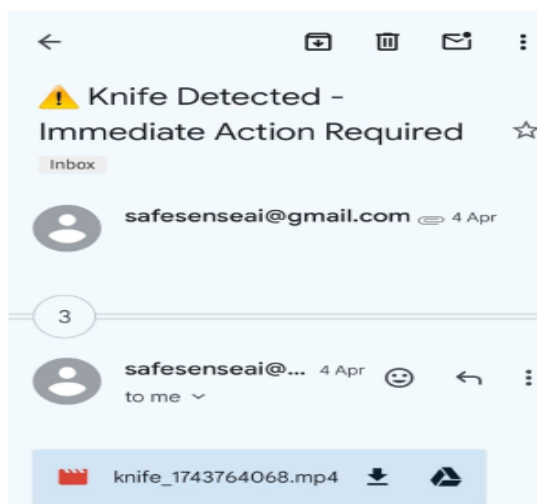 ⚠ Knife Detected -
Immediate Action Required
Inbox
safesenseai@gmail.com 4 Apr
3
safesenseai@... 4 Apr
to me
knife_1743764068.mp4